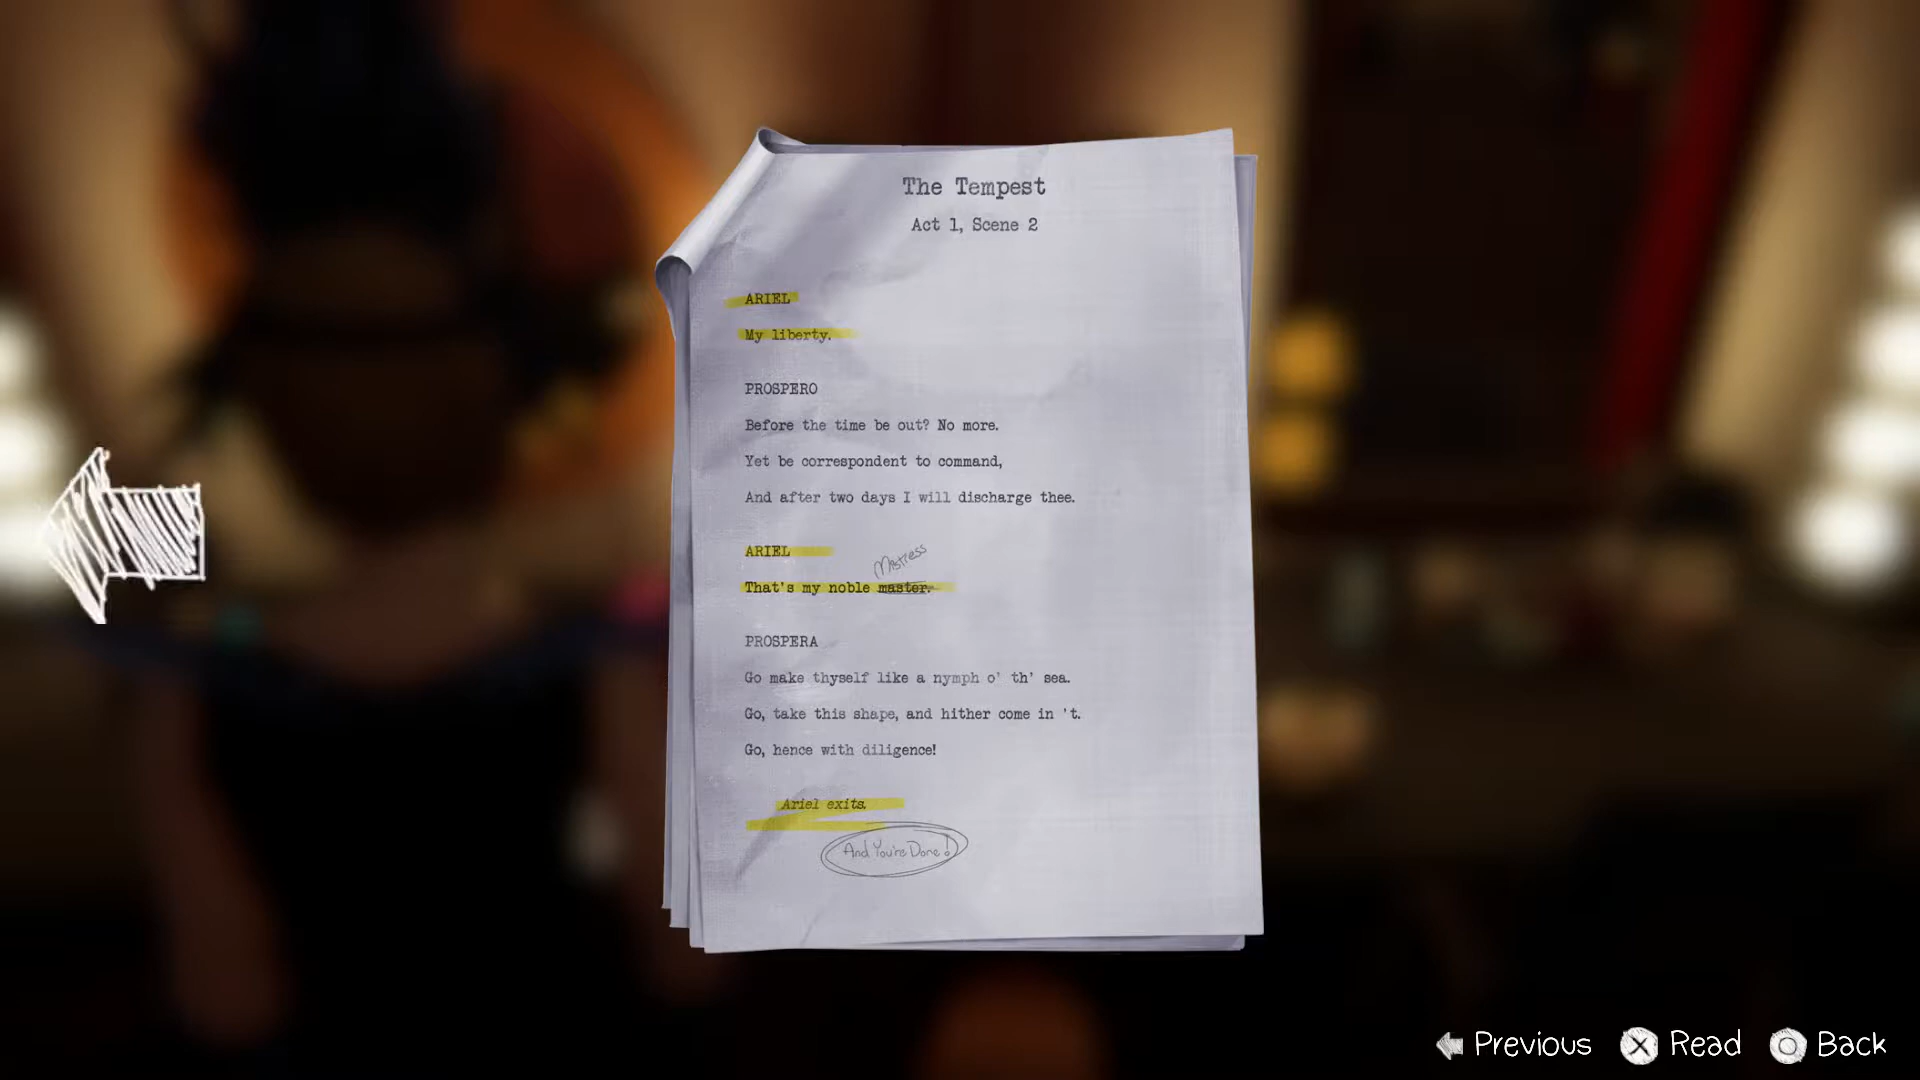 The Tempest
Act 1, Scene 2
ARIEL
My liberty.
PROSPERO
Before the time be out? No more.
Yet be correspondent to command,
And after two days I will discharge thee.
ARIEL
Mistress
That's my noble master.
PROSPERA
Go make thyself like a nymph o' th' sea.
Go, take this shape, and hither come in 't.
Go, hence with diligence!
Ariel exits.
And You're Done!
Previous Read Back